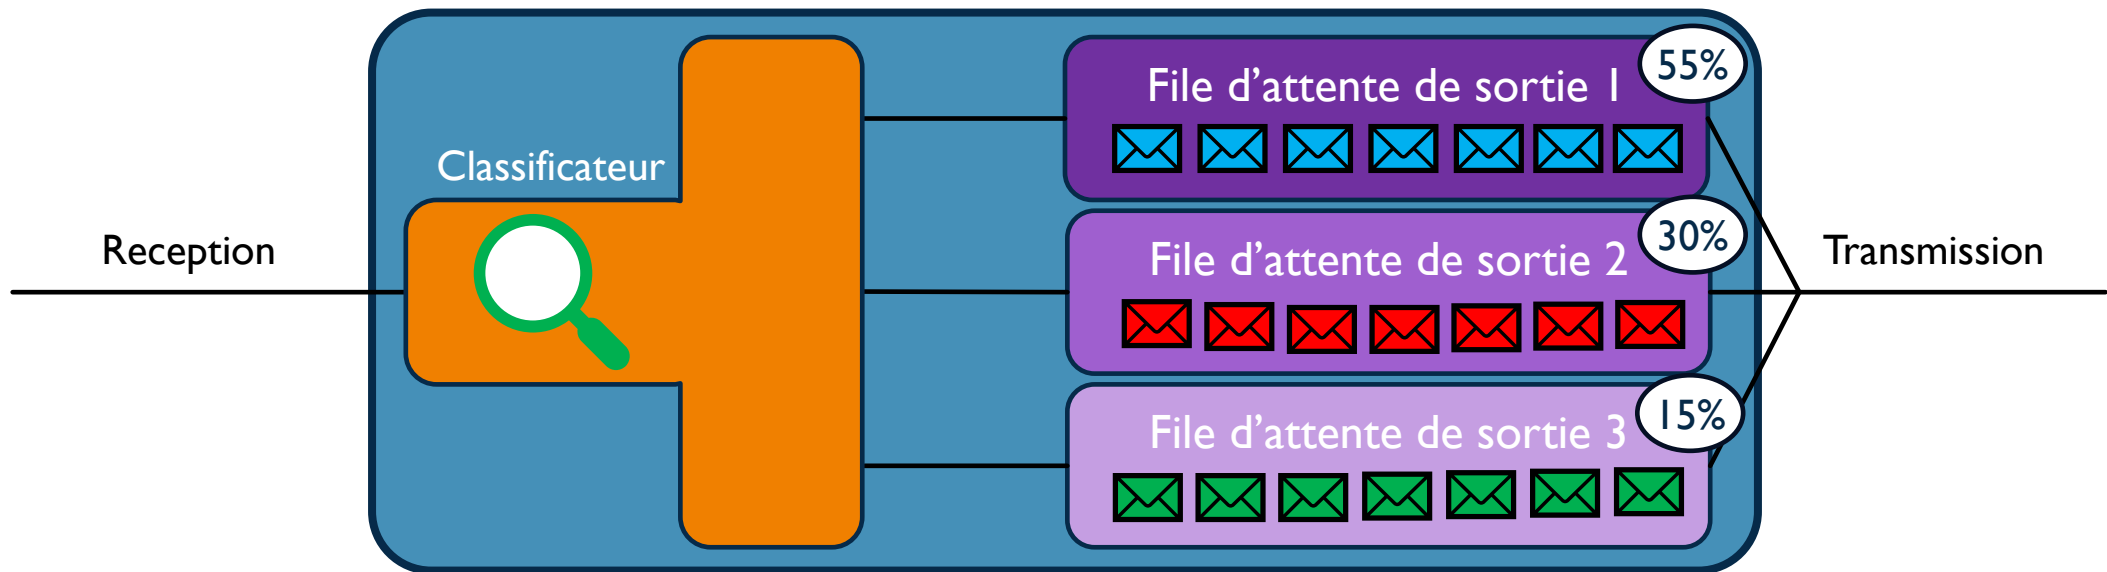 55%
File d’attente de sortie 1
Classificateur
Reception
30%
File d’attente de sortie 2
Transmission
15%
File d’attente de sortie 3